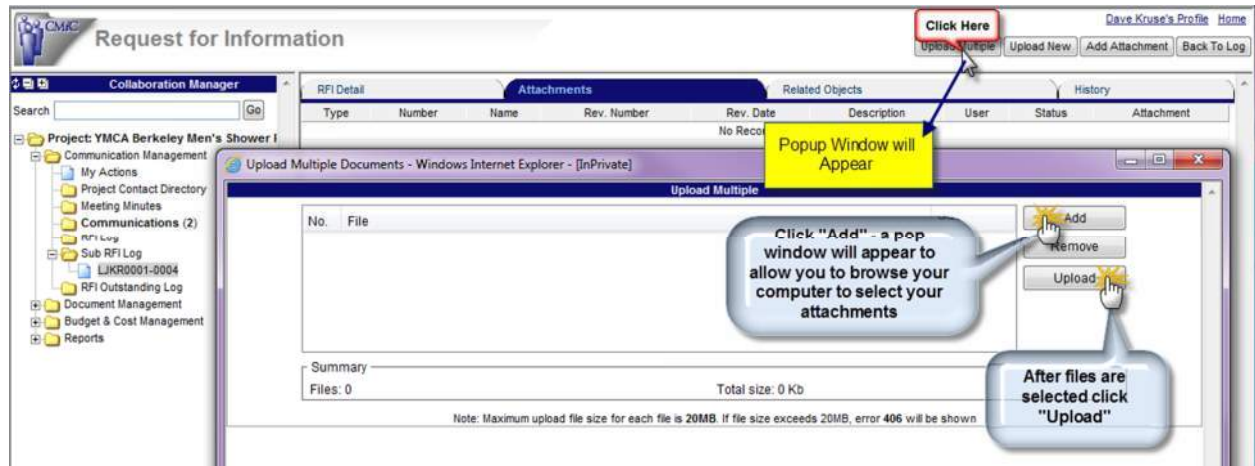 CMiC
Request for Information
Click Here
Dave Kruse's Profile Home
Upload Multiple Upload New Add Attachment Back To Log
Collaboration Manager
Search Go
RFI Detail Attachments Related Objects History
Type Number Name Rev. Number Rev. Date Description User Status Attachment
No Reco
Popup Window will
Appear
Project: YMCA Berkeley Men's Shower
Communication Management
My Actions
Project Contact Directory
Meeting Minutes
Communications (2)
RFI Log
Sub RFI Log
LJKR0001-0004
RFI Outstanding Log
Document Management
Budget & Cost Management
Reports
Upload Multiple Documents - Windows Internet Explorer - [InPrivate]
Upload Multiple
No. File
Add
Remove
Upload
Click "Add" - a pop
window will appear to
allow you to browse your
computer to select your
attachments
After files are
selected click
"Upload"
Summary
Files: 0 Total size: 0 Kb
Note: Maximum upload file size for each file is 20MB. If file size exceeds 20MB, error 406 will be shown